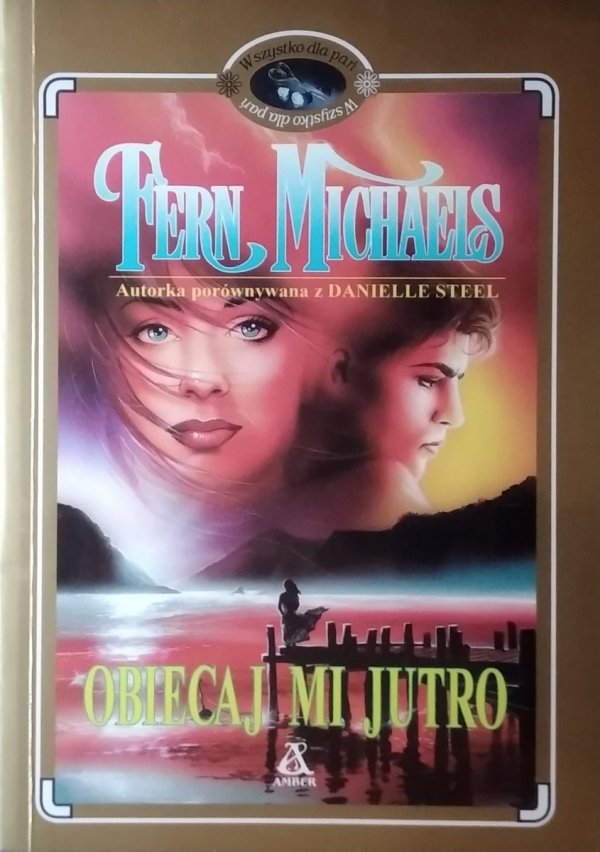 Wszystko dla pań
Wszystko dla pań
FERN MICHAELS
Autorka porównywana z DANIELLE STEEL
OBIECAJ MI JUTRO
AMBER